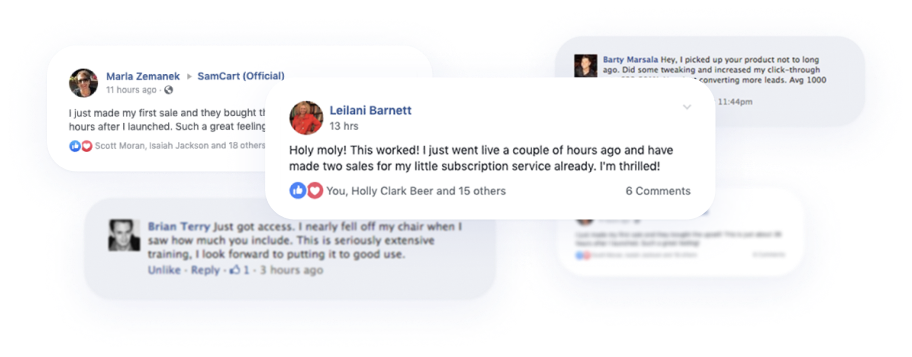 Marla Zemanek ▸ SamCart (Official)
11 hours ago ·
I just made my first sale and they bought th
hours after I launched. Such a great feeling
Scott Moran, Isaiah Jackson and 18 others
Barty Marsala Hey, I picked up your product not to long
ago. Did some tweaking and increased my click-through
converting more leads. Avg 1000
11:44pm
Leilani Barnett
13 hrs
Holy moly! This worked! I just went live a couple of hours ago and have
made two sales for my little subscription service already. I'm thrilled!
You, Holly Clark Beer and 15 others 6 Comments
Brian Terry Just got access. I nearly fell off my chair when I
saw how much you include. This is seriously extensive
training, I look forward to putting it to good use.
Unlike · Reply · 1 · 3 hours ago